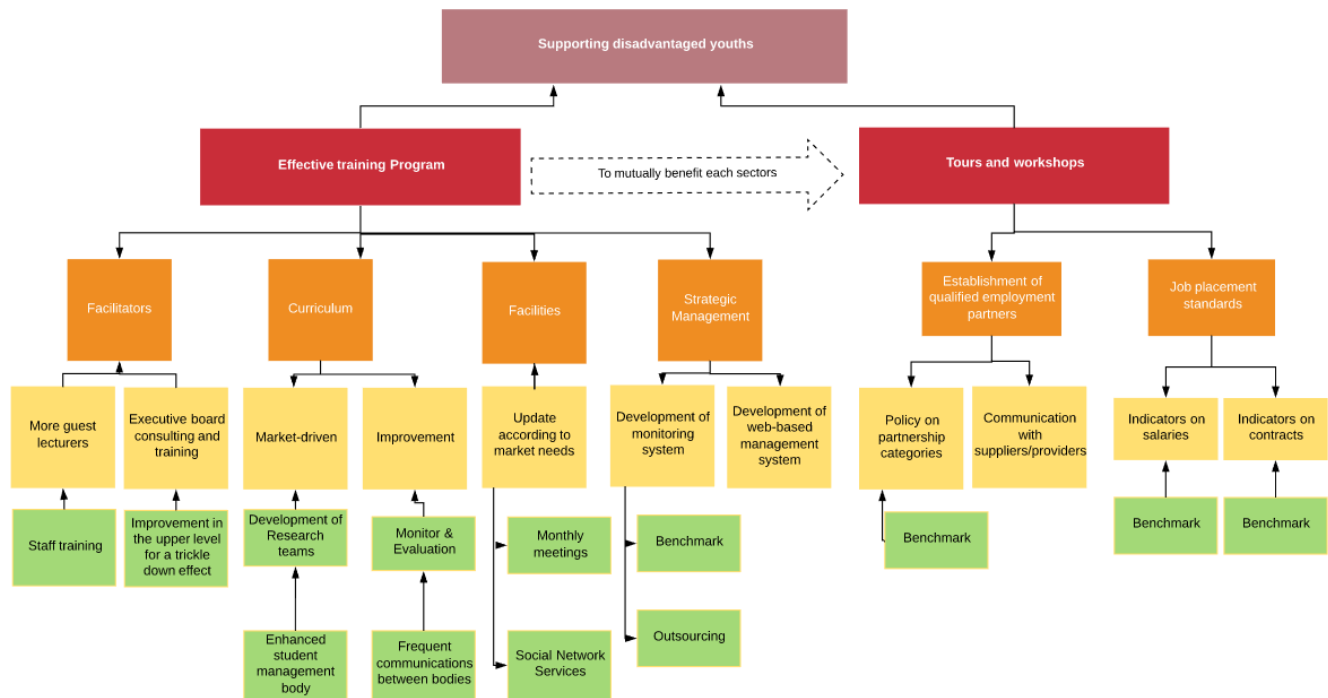 Supporting disadvantaged youths
Effective training Program
To mutually benefit each sectors
Tours and workshops
Facilitators
Curriculum
Facilities
Strategic
Management
Establishment of
qualified employment
partners
Job placement
standards
More guest
lecturers
Executive board
consulting and
training
Market-driven
Improvement
Update
according to
market needs
Development of
monitoring
system
Development of
web-based
management
system
Policy on
partnership
categories
Communication
with
suppliers/providers
Indicators on
salaries
Indicators on
contracts
Staff training
Improvement in
the upper level
for a trickle
down effect
Development of
Research
teams
Monitor &
Evaluation
Monthly
meetings
Benchmark
Benchmark
Benchmark
Benchmark
Enhanced
student
management
body
Frequent
communications
between bodies
Social Network
Services
Outsourcing